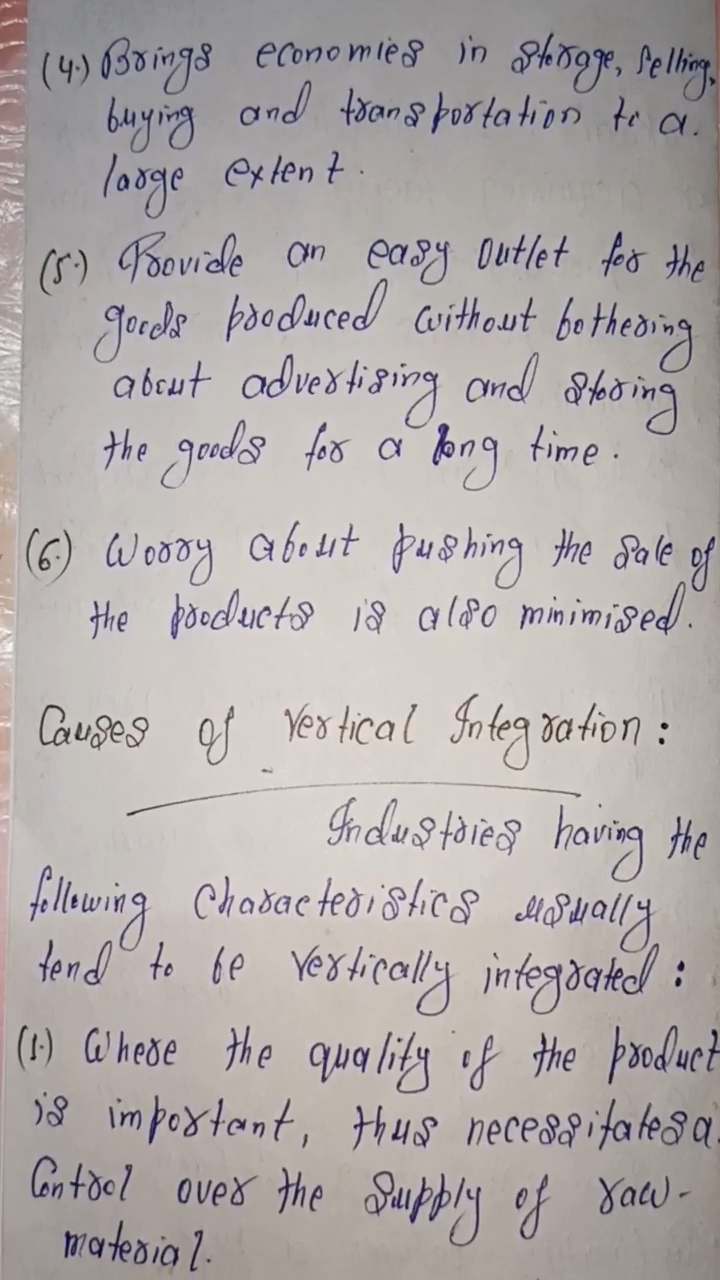 (4.) Brings economies in storage, selling,
buying and transportation to a
large extent.
(5.) Provide an easy outlet for the
goods produced without bothering
about advertising and storing
the goods for a long time.
(6.) Worry about pushing the sale of
the products is also minimised.
Causes of Vertical Integration :
Industries having the
following characteristics usually
tend to be vertically integrated :
(1.) Where the quality of the product
is important, thus necessitates a
Control over the supply of raw-
material.